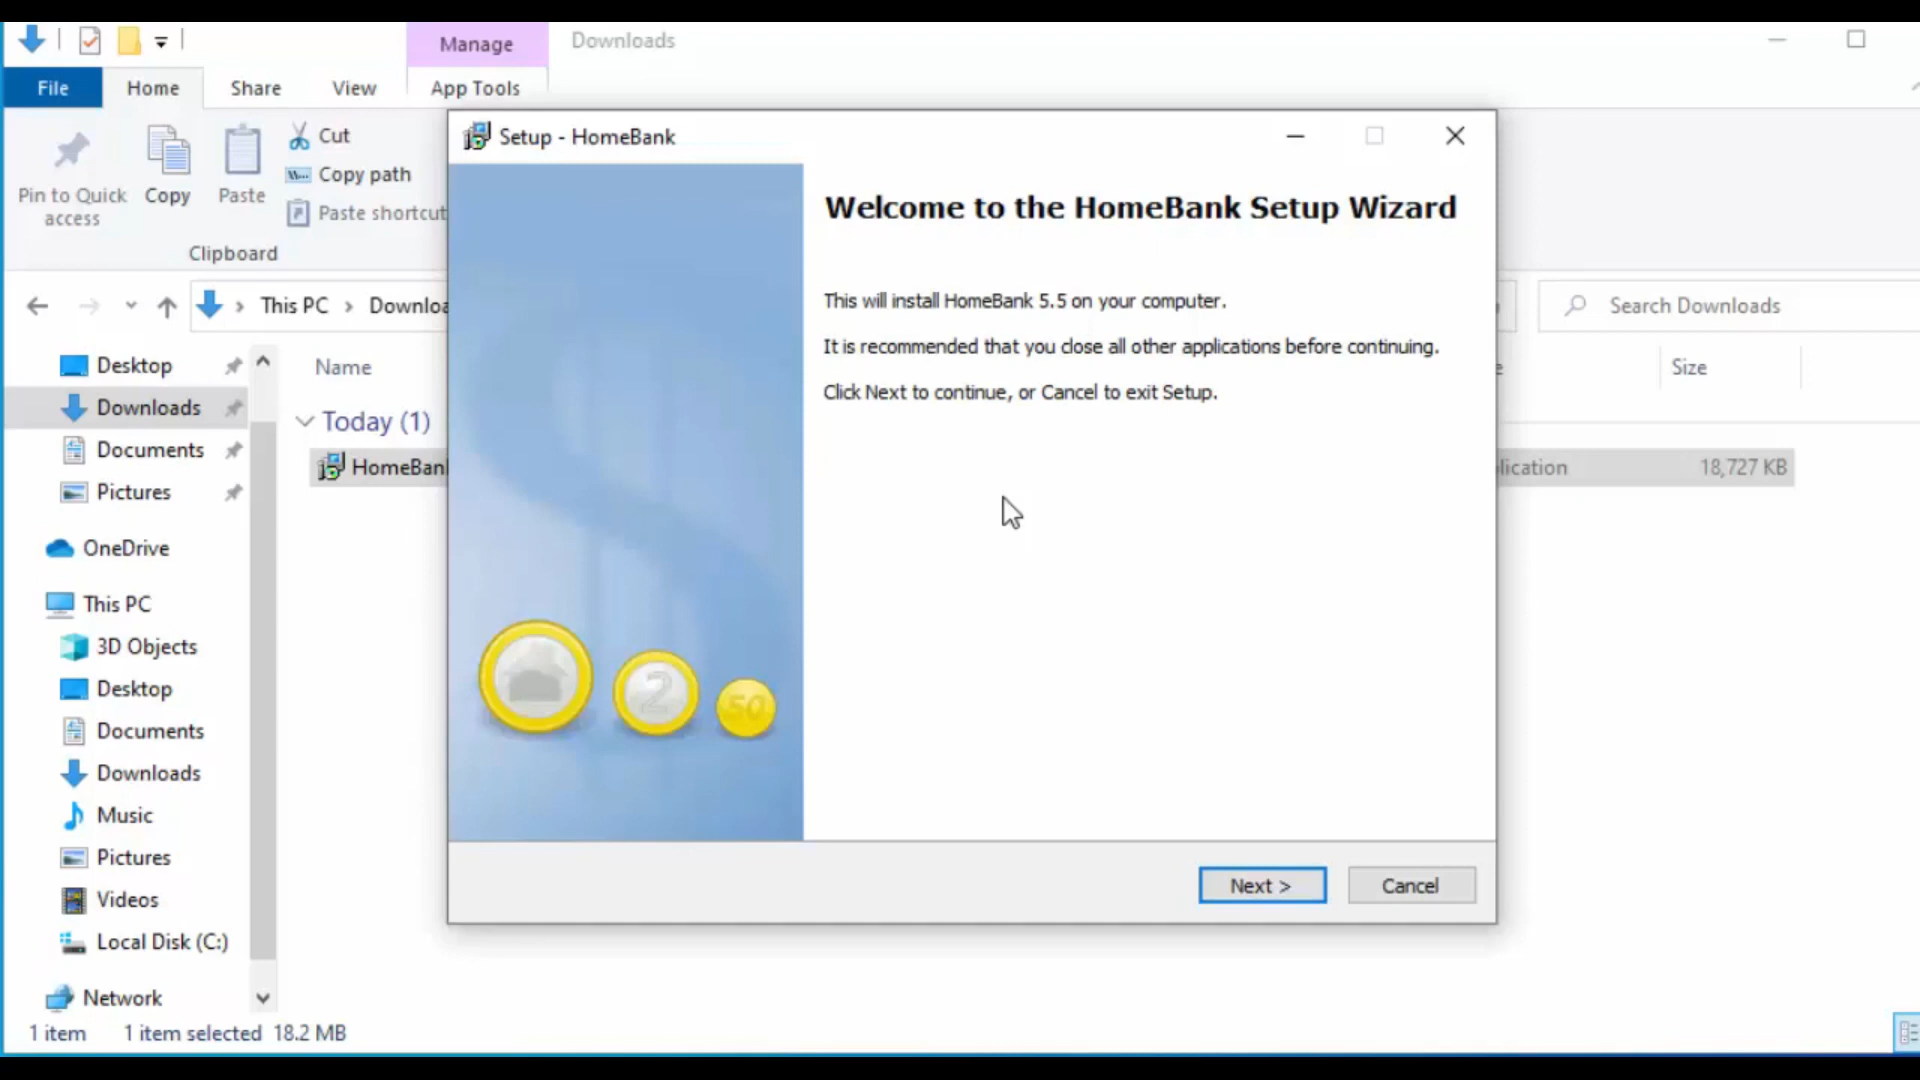 Manage
Downloads
File
Home
Share
View
App Tools
Pin to Quick
access
Copy
Paste
Cut
Copy path
Paste shortcut
Clipboard
This PC
Search Downloads
Desktop
Downloads
Documents
Pictures
OneDrive
This PC
3D Objects
Desktop
Documents
Downloads
Music
Pictures
Videos
Local Disk (C:)
Network
Name
Size
Today (1)
18,727 KB
Setup - HomeBank
Welcome to the HomeBank Setup Wizard
This will install HomeBank 5.5 on your computer.
It is recommended that you close all other applications before continuing.
Click Next to continue, or Cancel to exit Setup.
2
50
Next >
Cancel
1 item
1 item selected 18.2 MB